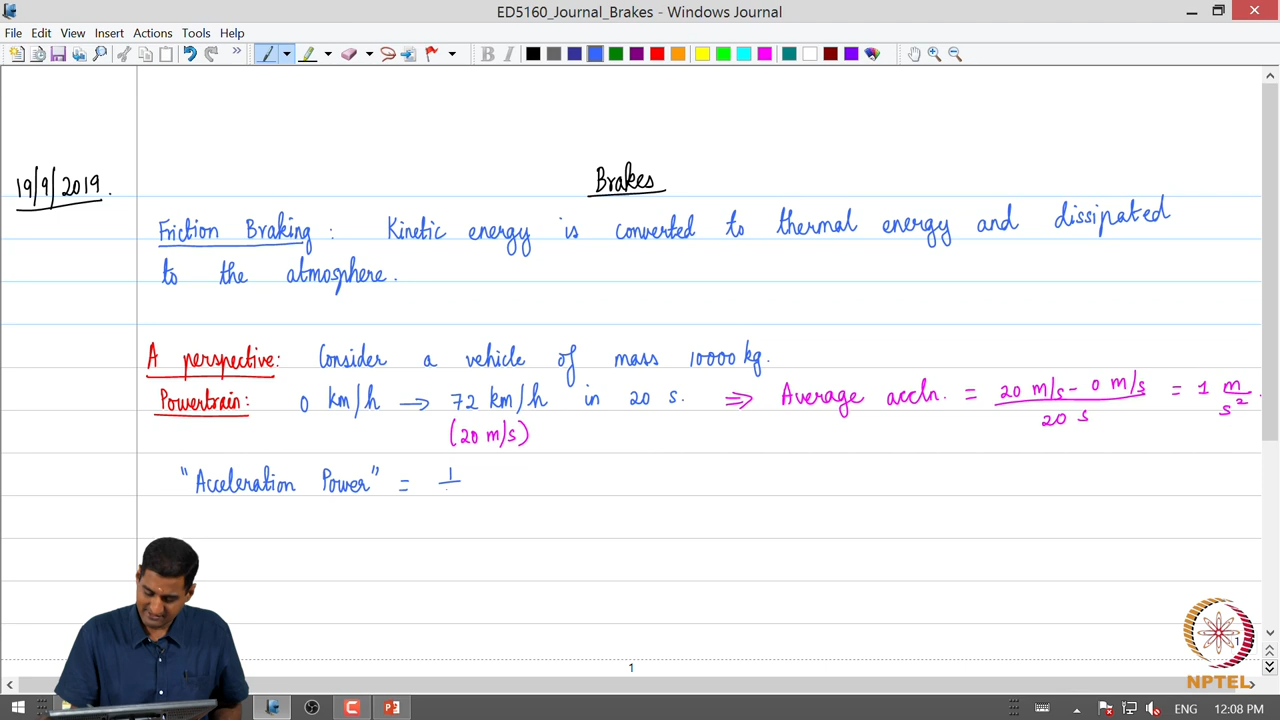 ED5160_Journal_Brakes - Windows Journal
File Edit View Insert Actions Tools Help
19/9/2019.
Brakes
Friction Braking : Kinetic energy is converted to thermal energy and dissipated
to the atmosphere.
A perspective: Consider a vehicle of mass 10000 kg.
Powertrain: 0 km/h → 72 km/h in 20 s. ⇒ Average accln. = (20 m/s - 0 m/s)/(20 s) = 1 m/s².
(20 m/s)
"Acceleration Power" = 1
1
NPTEL
1
ENG 12:08 PM